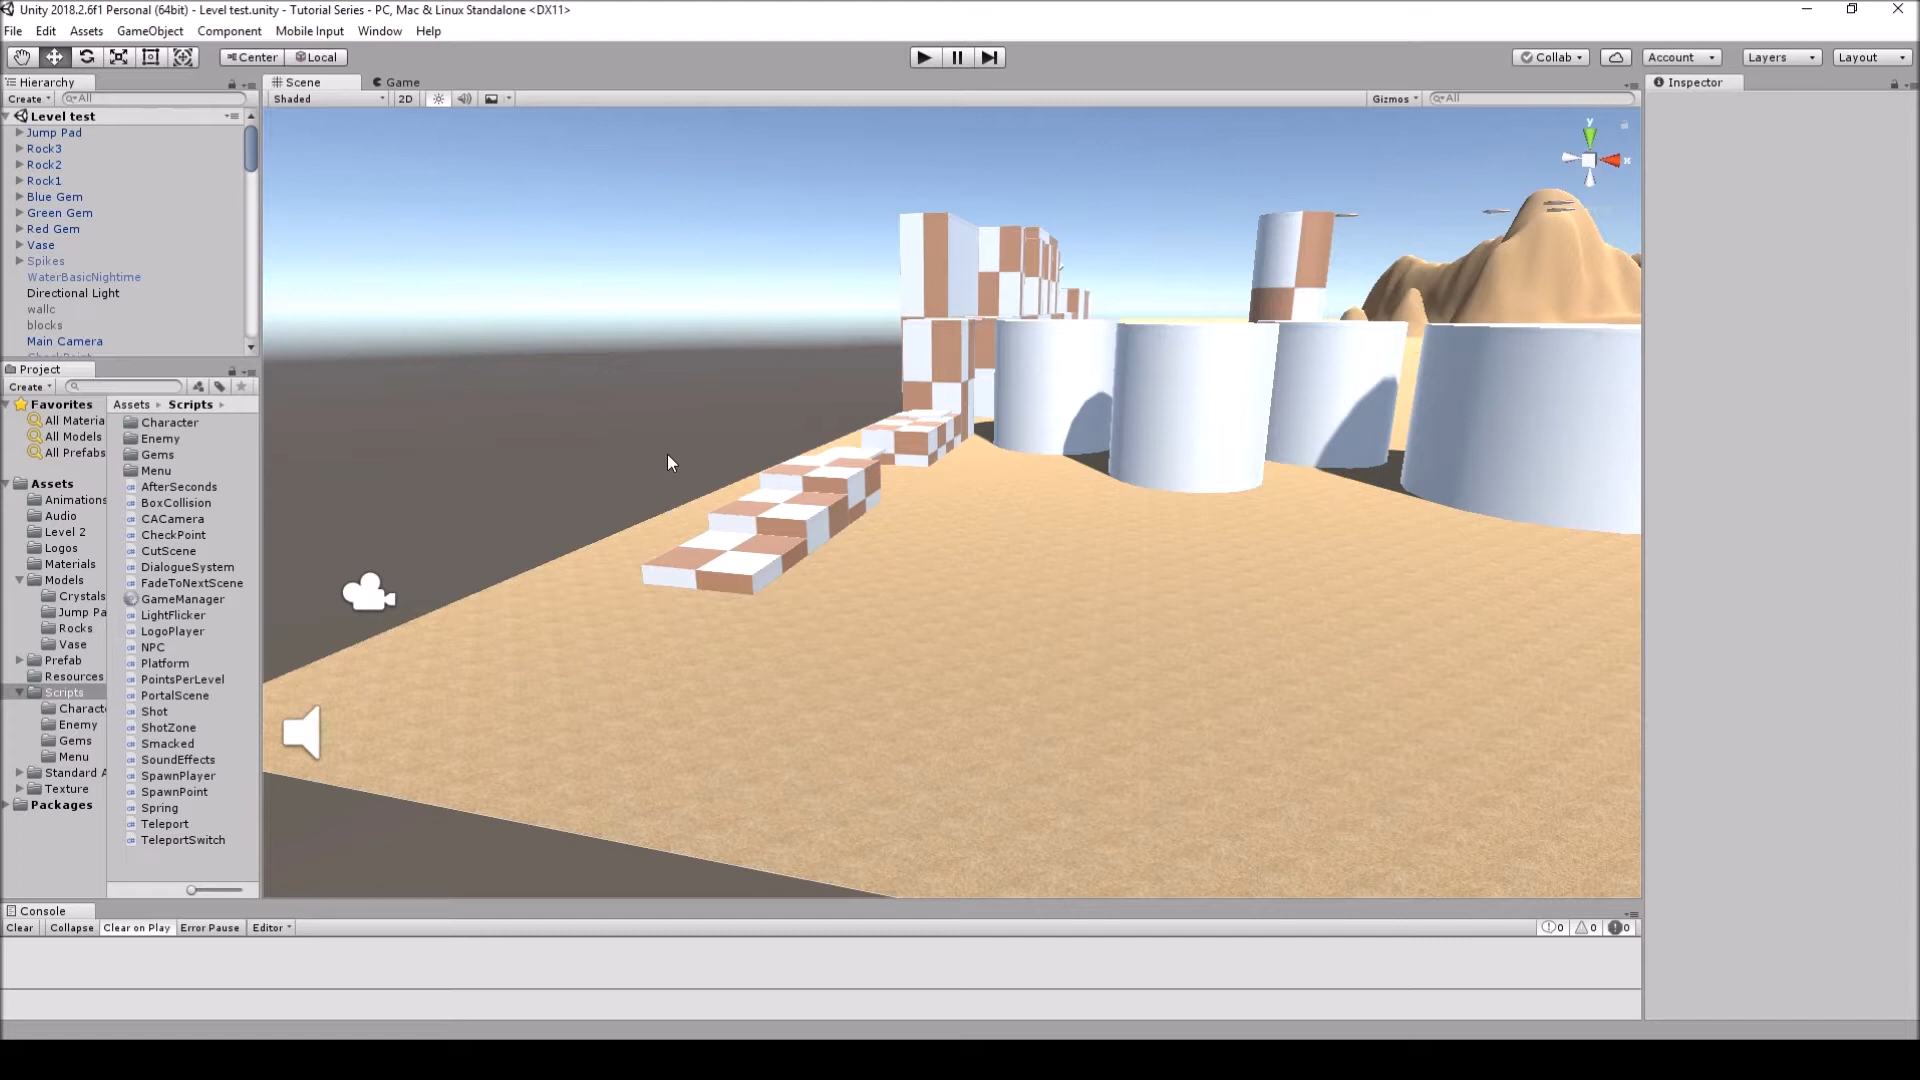 Unity 2018.2.6f1 Personal (64bit) - Level test.unity - Tutorial Series - PC, Mac & Linux Standalone <DX11>
File Edit Assets GameObject Component Mobile Input Window Help
Center Local Collab Account Layers Layout
Hierarchy
Scene
Game
Inspector
Create All
Shaded 2D Gizmos All
Level test
Jump Pad
Rock3
Rock2
Rock1
Blue Gem
Green Gem
Red Gem
Vase
Spikes
WaterBasicNightime
Directional Light
wallc
blocks
Main Camera
CheckPoint
y
x
Project
Create
Favorites
All Materia
All Models
All Prefabs
Assets
Animations
Audio
Level 2
Logos
Materials
Models
Crystals
Jump Pa
Rocks
Vase
Prefab
Resources
Scripts
Charact
Enemy
Gems
Menu
Standard A
Texture
Packages
Assets Scripts
Character
Enemy
Gems
Menu
AfterSeconds
BoxCollision
CACamera
CheckPoint
CutScene
DialogueSystem
FadeToNextScene
GameManager
LightFlicker
LogoPlayer
NPC
Platform
PointsPerLevel
PortalScene
Shot
ShotZone
Smacked
SoundEffects
SpawnPlayer
SpawnPoint
Spring
Teleport
TeleportSwitch
Console
Clear Collapse Clear on Play Error Pause Editor 0 0 0